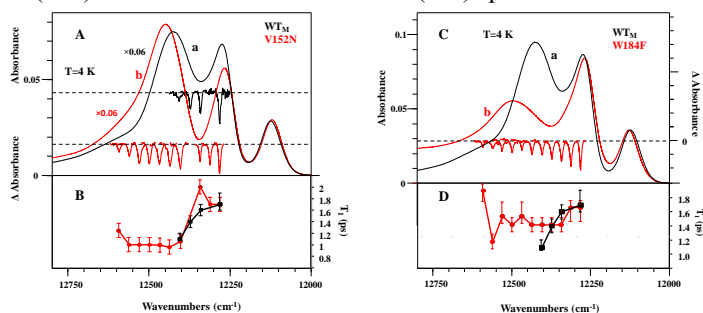 A
×0.06
a
WT_M
V152N
b
T=4 K
×0.06
Absorbance
Δ Absorbance
0.05
0
B
2
1.8
1.6
1.4
1.2
1
0.8
T₁ (ps)
12750
12500
12250
12000
Wavenumbers (cm⁻¹)
C
T=4 K
WT_M
W184F
a
b
Absorbance
0.1
0.05
0
Δ Absorbance
0
D
1.8
1.6
1.4
1.2
1.0
T₁ (ps)
12750
12500
12250
12000
Wavenumbers (cm⁻¹)